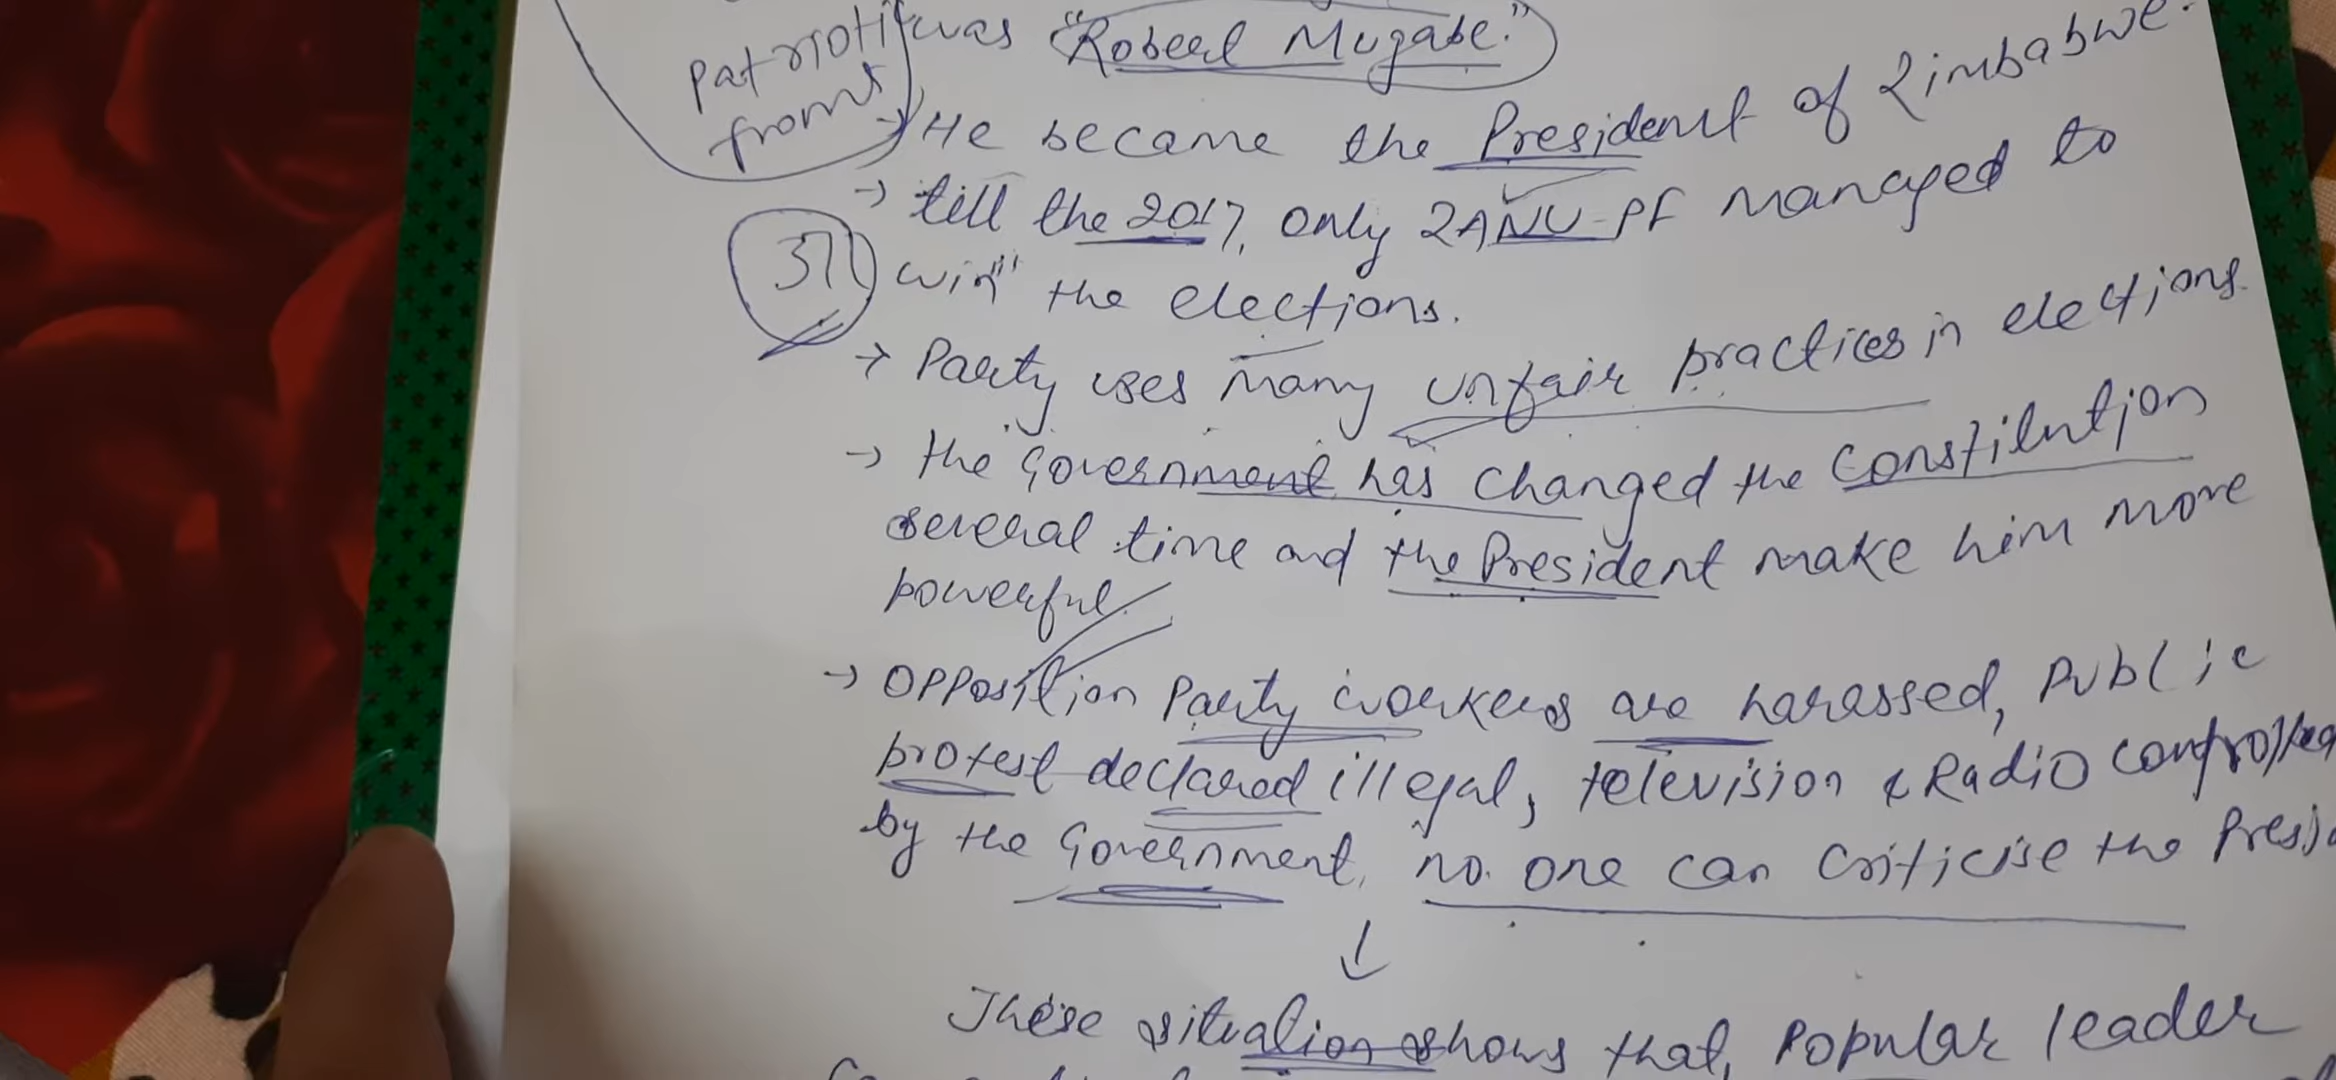 patriotic was "Robert Mugabe."
front
→ He became the President of Zimbabwe.
→ till the 2017, only ZANU-PF managed to
37 win" the elections.
→ Party uses many unfair practices in elections.
→ the Government has changed the constitution
several time and the President make him more
powerful.
→ Opposition Party workers are harassed, Public
protest declared illegal, television & Radio controlled
by the Government, no one can criticise the
↓
These situation shows that, Popular leader